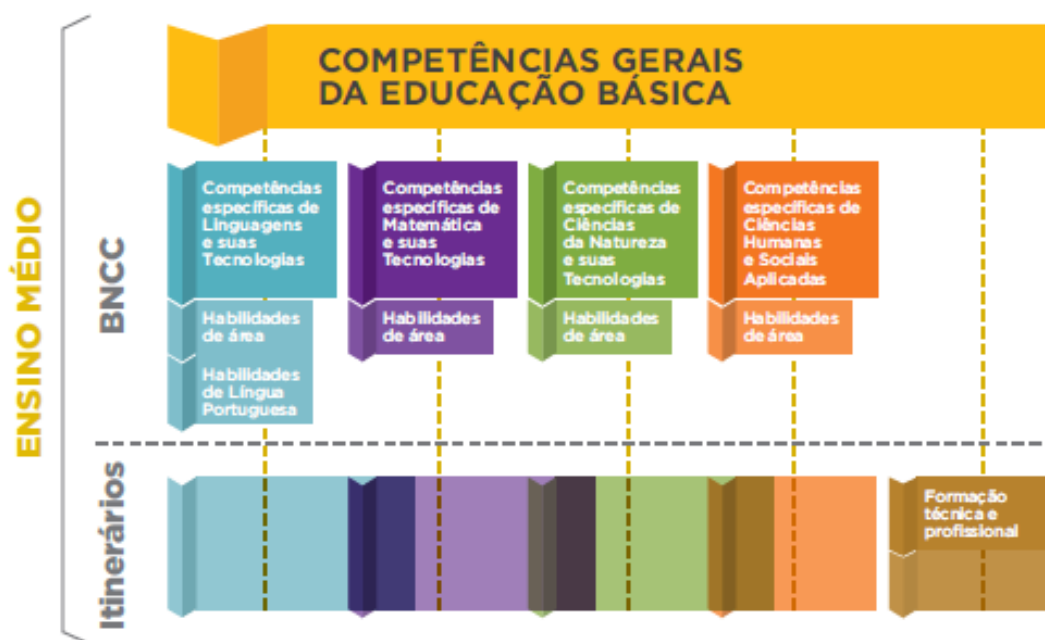 ENSINO MÉDIO
BNCC
COMPETÊNCIAS GERAIS
DA EDUCAÇÃO BÁSICA
Competências
específicas de
Linguagens
e suas
Tecnologias
Habilidades
de área
Habilidades
de Língua
Portuguesa
Competências
específicas de
Matemática
e suas
Tecnologias
Habilidades
de área
Competências
específicas de
Ciências
da Natureza
e suas
Tecnologias
Habilidades
de área
Competências
específicas de
Ciências
Humanas
e Sociais
Aplicadas
Habilidades
de área
Itinerários
Formação
técnica e
profissional